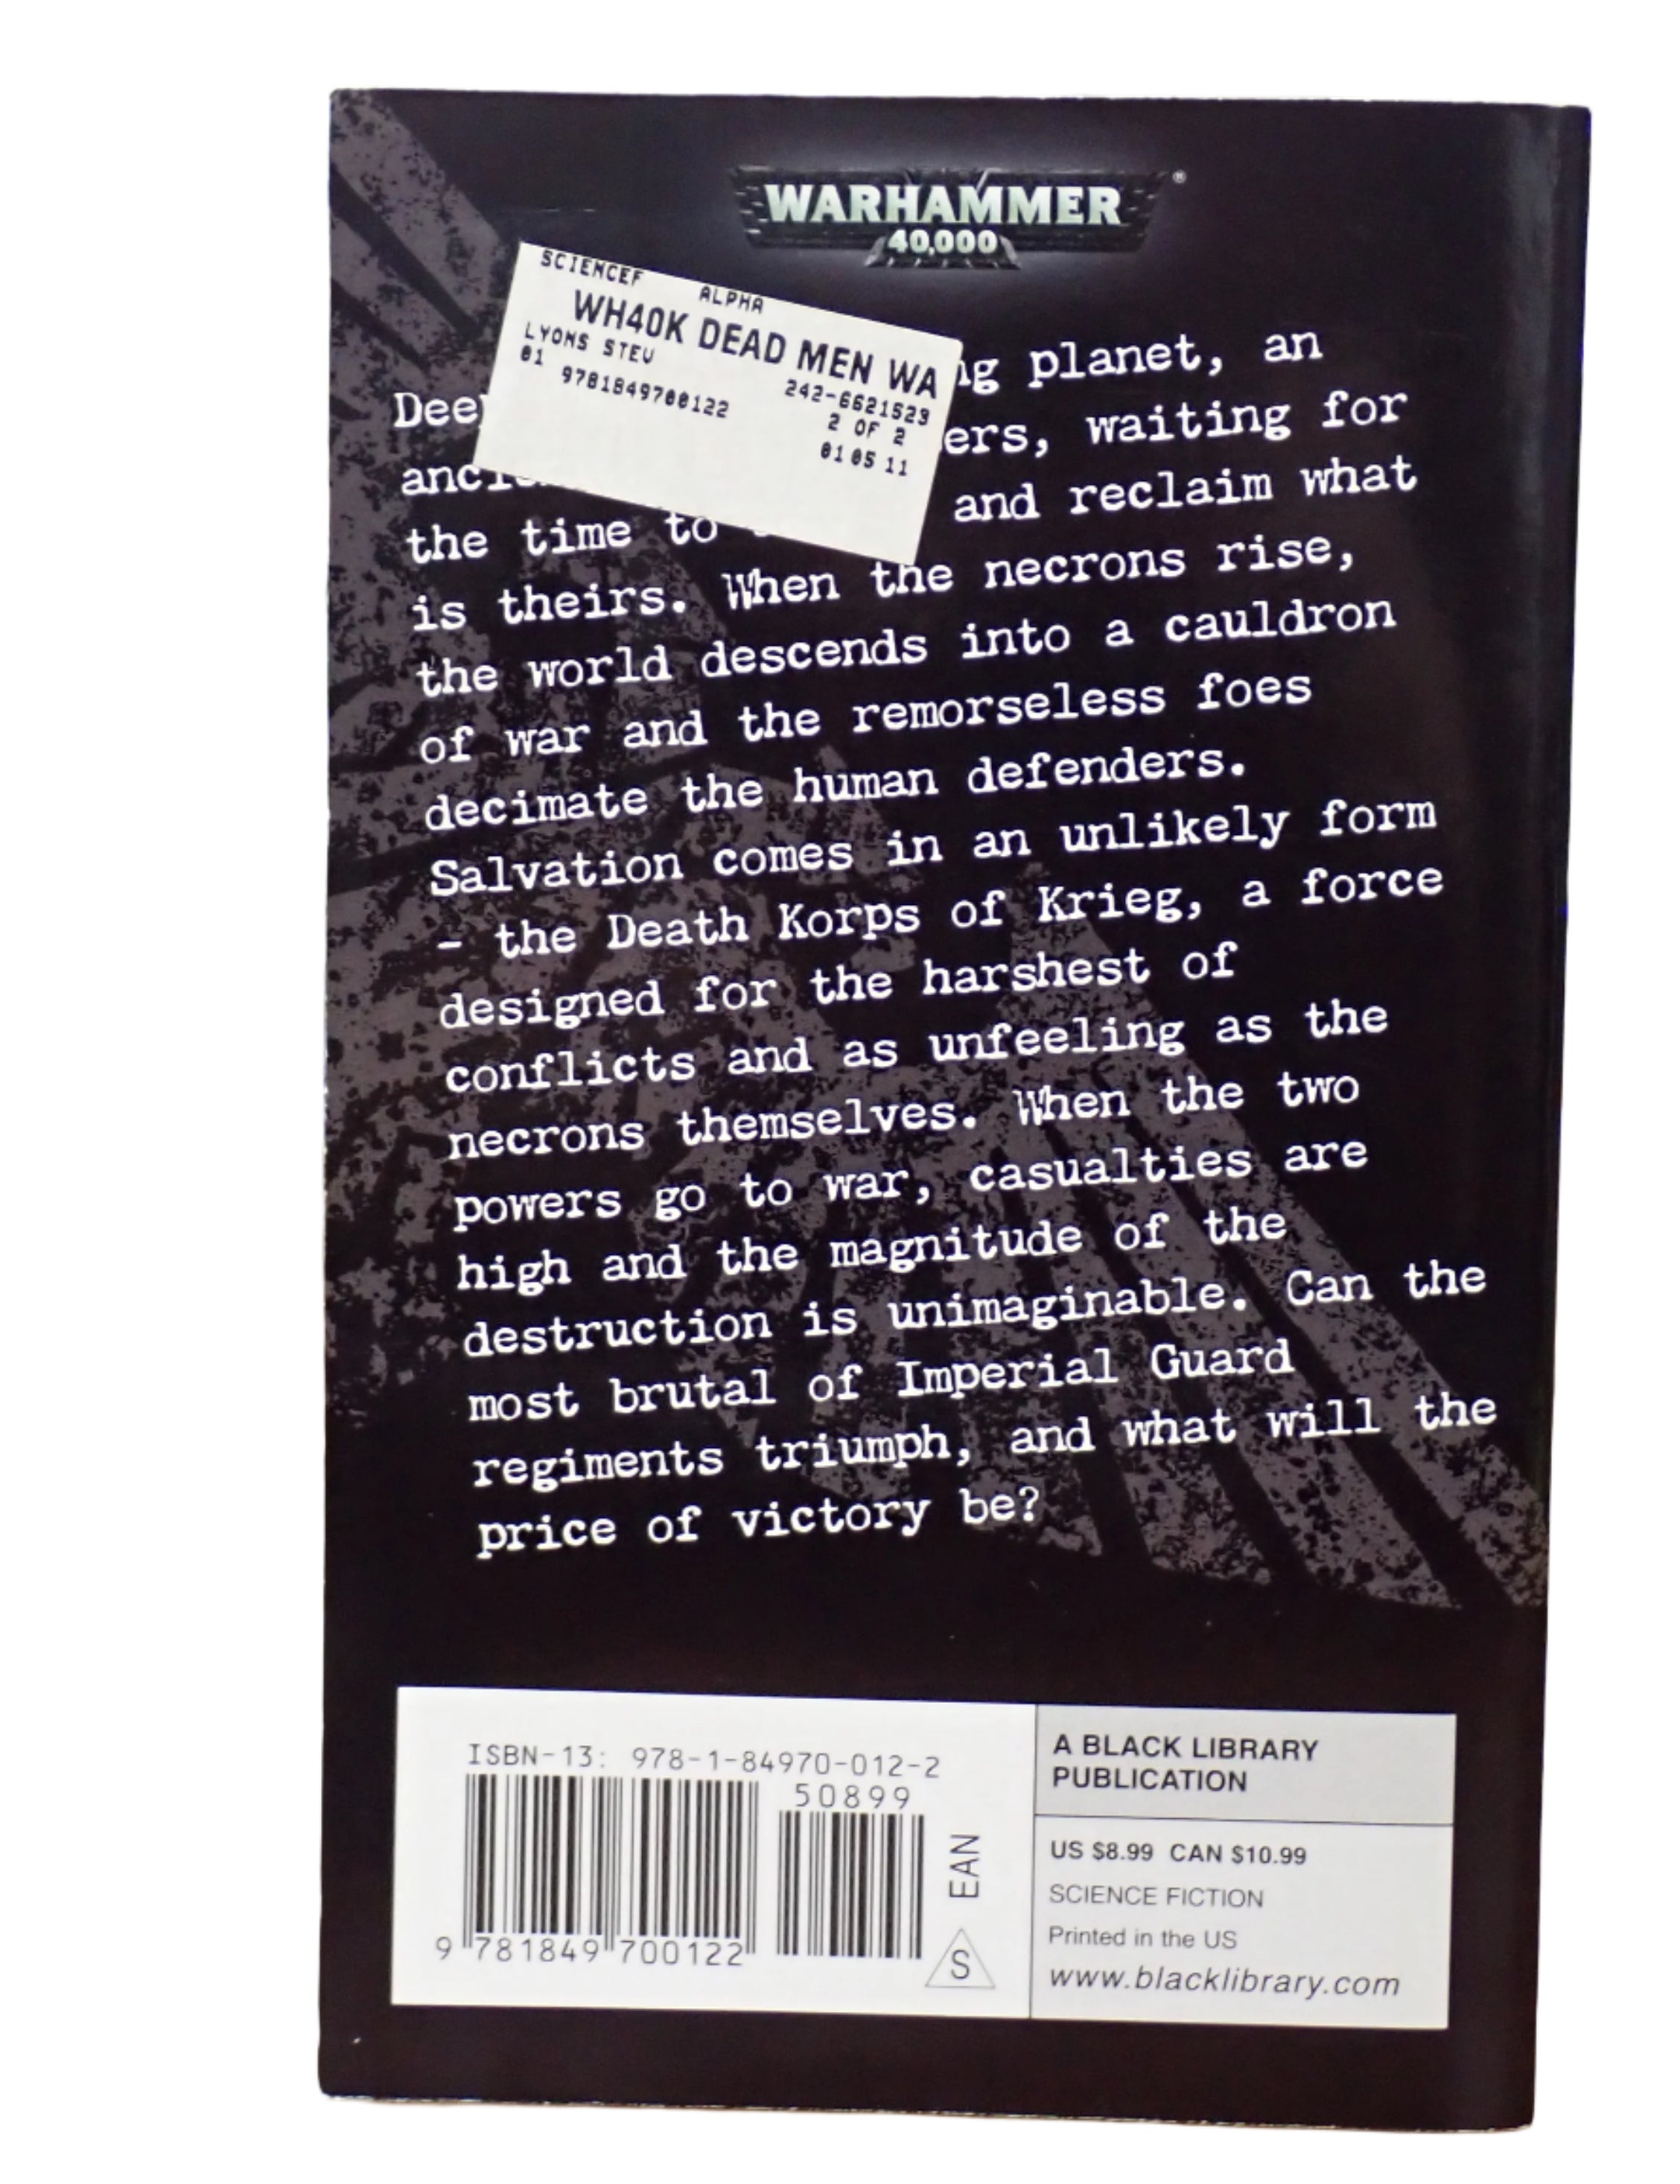 WARHAMMER®
40,000
SCIENCEF ALPHA
WH40K DEAD MEN WA
LYONS STEV 242-6621523
01 9781849700122 2 OF 2
01 05 11
planet, an
waiting for
the time to and reclaim what
is theirs. When the necrons rise,
the world descends into a cauldron
of war and the remorseless foes
decimate the human defenders.
Salvation comes in an unlikely form
– the Death Korps of Krieg, a force
designed for the harshest of
conflicts and as unfeeling as the
necrons themselves. When the two
powers go to war, casualties are
high and the magnitude of the
destruction is unimaginable. Can the
most brutal of Imperial Guard
regiments triumph, and what will the
price of victory be?
ISBN-13: 978-1-84970-012-2
50899
9 781849 700122
EAN
S
A BLACK LIBRARY
PUBLICATION
US $8.99 CAN $10.99
SCIENCE FICTION
Printed in the US
www.blacklibrary.com